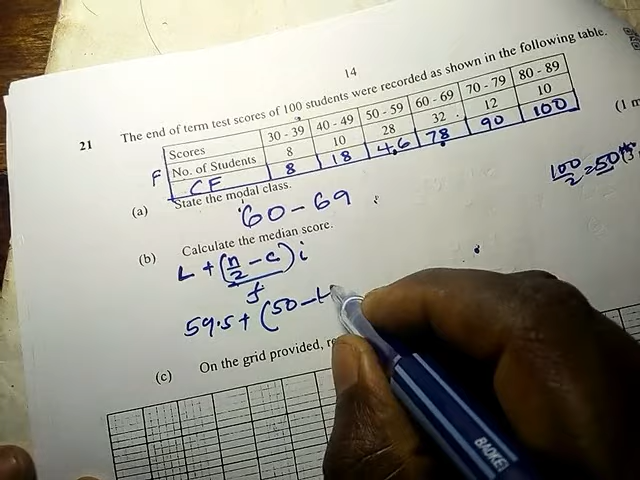 14
21 The end of term test scores of 100 students were recorded as shown in the following table.
Scores 30 - 39 40 - 49 50 - 59 60 - 69 70 - 79 80 - 89
F No. of Students 8 10 28 32 12 10
CF 8 18 46 78 90 100
(1 m
(a) State the modal class.
60 - 69
100/2 = 50
(b) Calculate the median score.
L + (n/2 - c) i
f
59.5 + (50 - 4
(c) On the grid provided,